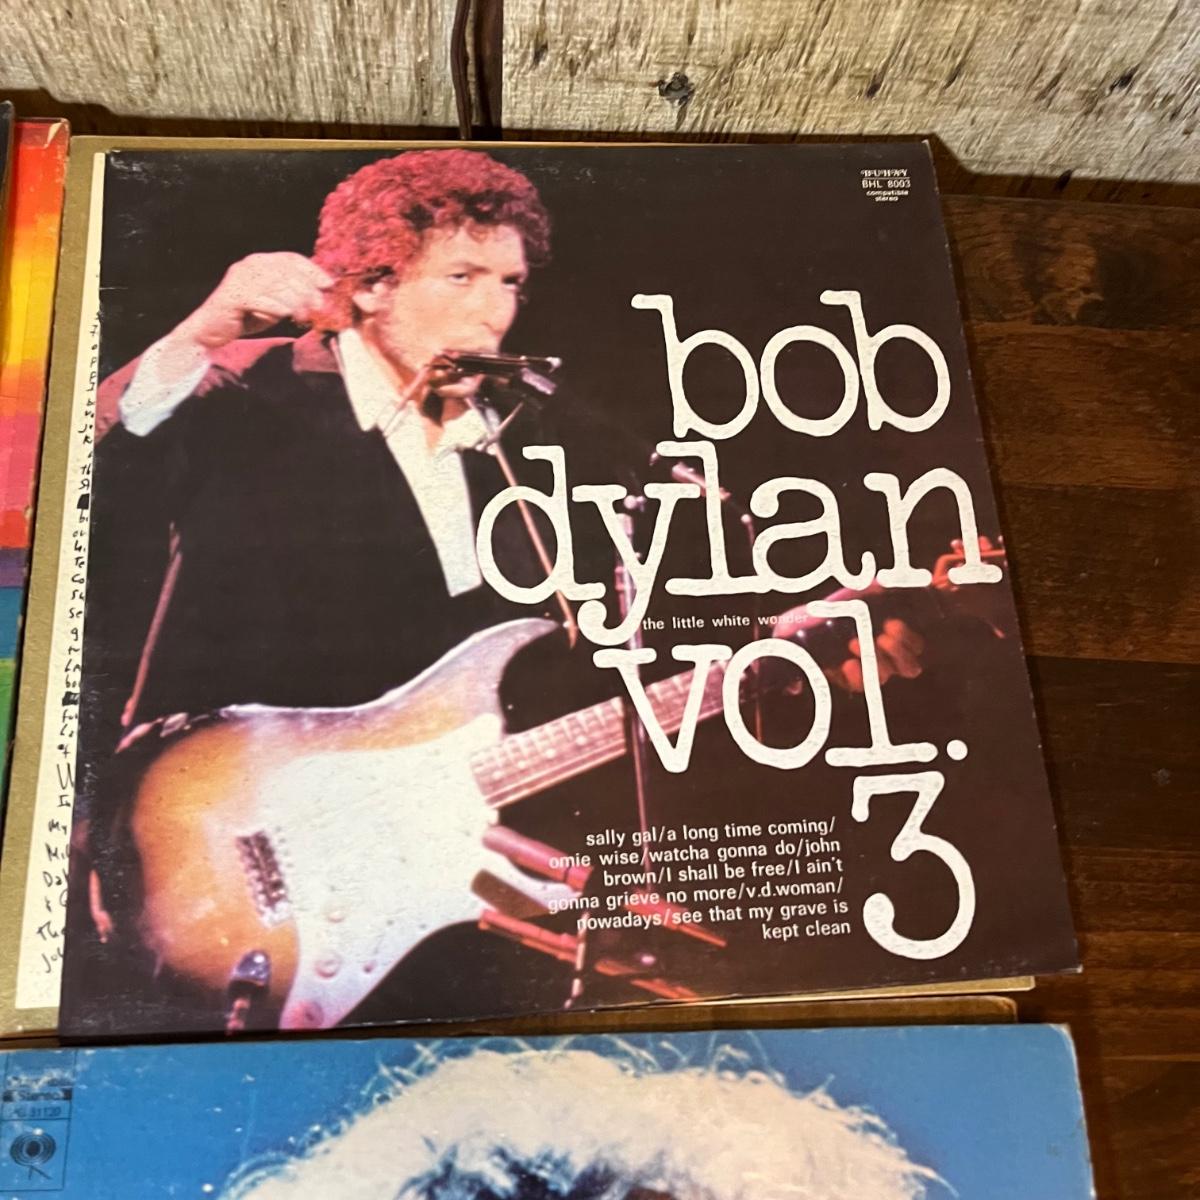 BUHAY
BHL 8003
compatible
stereo
bob
dylan
the little white wonder
vol.
3
sally gal/a long time coming/
omie wise/watcha gonna do/john
brown/I shall be free/I ain't
gonna grieve no more/v.d.woman/
nowadays/see that my grave is
kept clean
Stereo